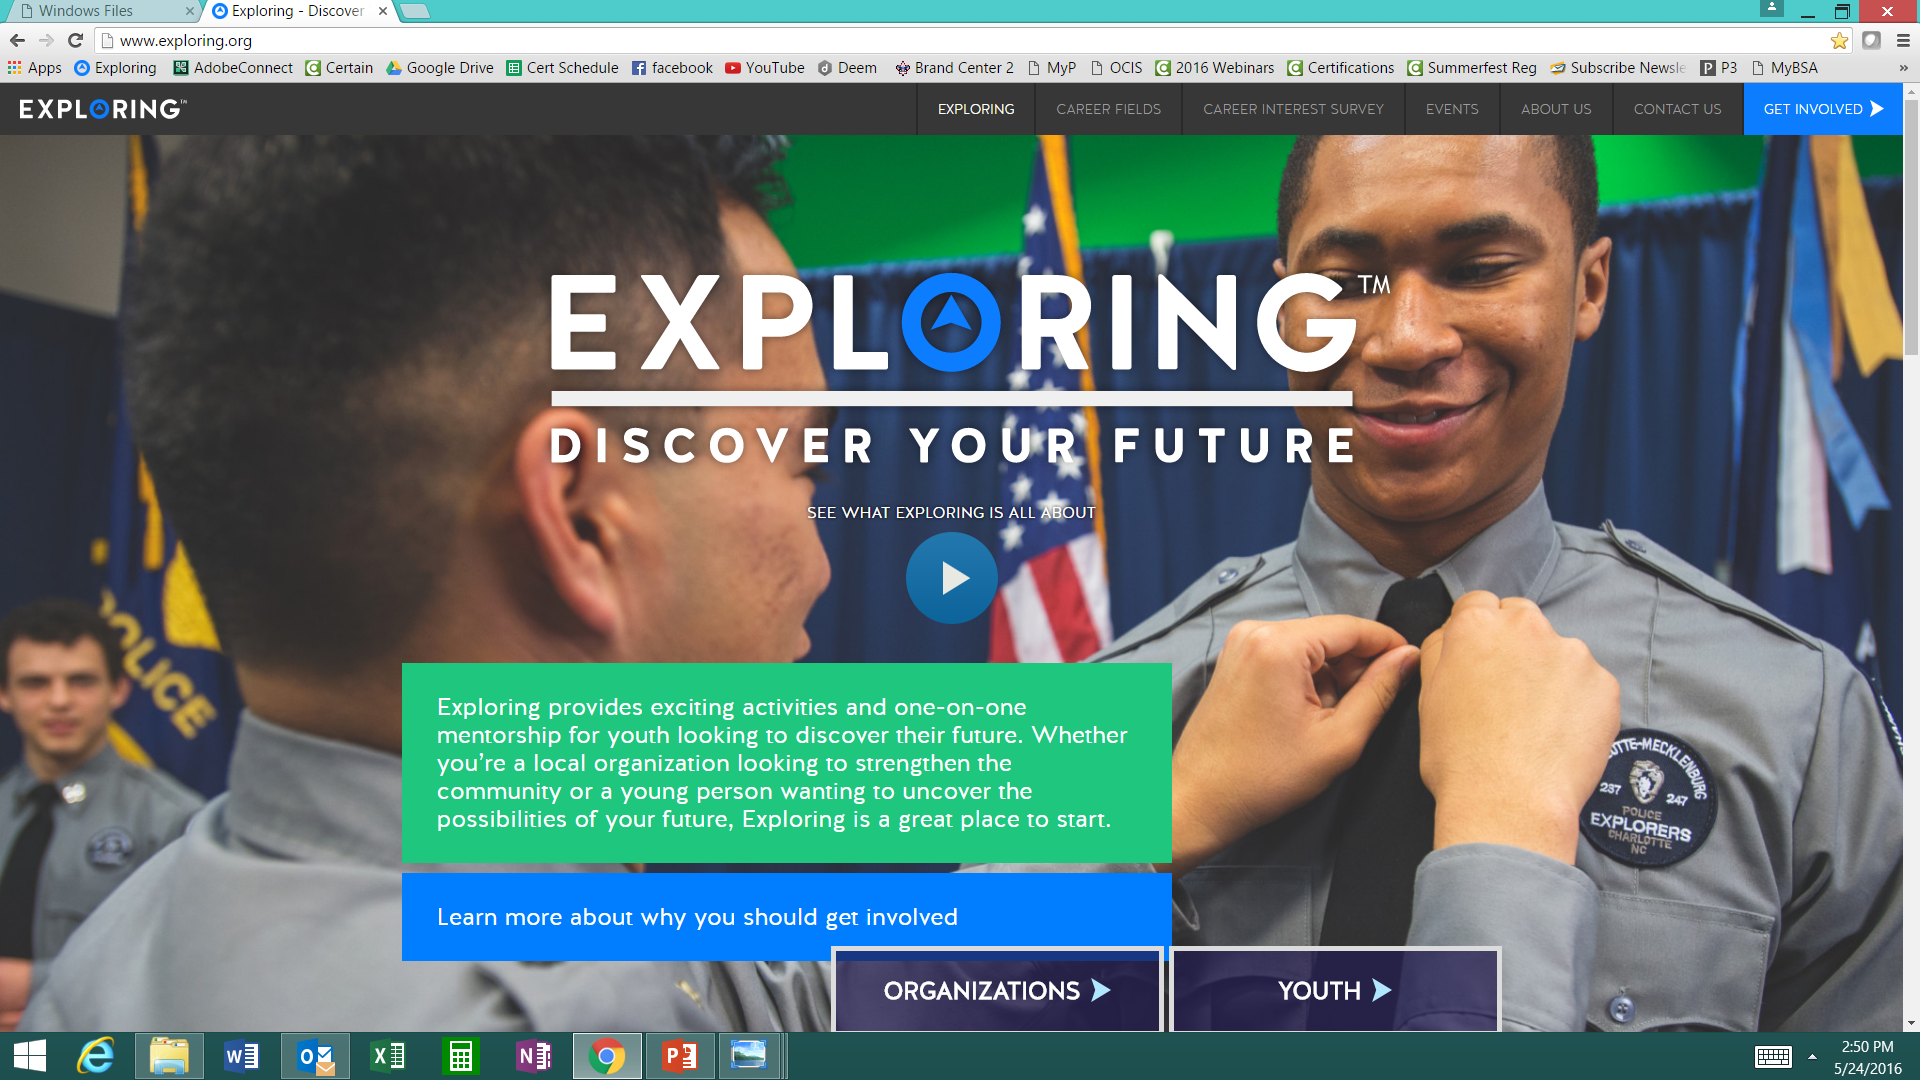 Windows Files
Exploring - Discover
www.exploring.org
Apps Exploring AdobeConnect Certain Google Drive Cert Schedule facebook YouTube Deem Brand Center 2 MyP OCIS 2016 Webinars Certifications Summerfest Reg Subscribe Newsle P3 MyBSA »
EXPLORING™ EXPLORING CAREER FIELDS CAREER INTEREST SURVEY EVENTS ABOUT US CONTACT US GET INVOLVED
EXPLORING™
DISCOVER YOUR FUTURE
SEE WHAT EXPLORING IS ALL ABOUT
POLICE
Exploring provides exciting activities and one-on-one
mentorship for youth looking to discover their future. Whether
you’re a local organization looking to strengthen the
community or a young person wanting to uncover the
possibilities of your future, Exploring is a great place to start.
OTTE-MECKLENBURG
237 247
POLICE
EXPLORERS
CHARLOTTE
NC
Learn more about why you should get involved
ORGANIZATIONS
YOUTH
2:50 PM
5/24/2016